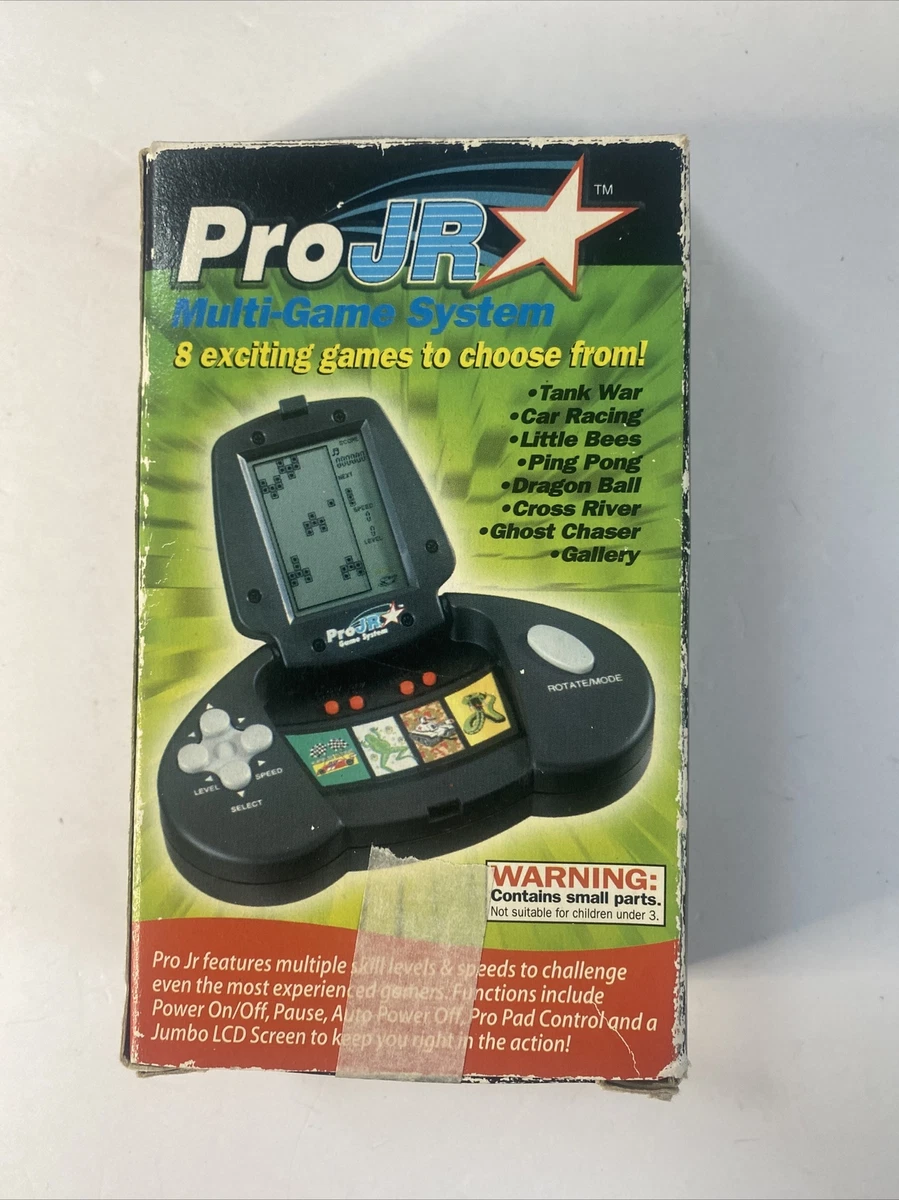 ProJR ™
Multi-Game System
8 exciting games to choose from!
•Tank War
•Car Racing
•Little Bees
•Ping Pong
•Dragon Ball
•Cross River
•Ghost Chaser
•Gallery
SCORE
NEXT
SPEED
LEVEL
ProJR
Game System
ROTATE/MODE
LEVEL
SPEED
SELECT
WARNING:
Contains small parts.
Not suitable for children under 3.
Pro Jr features multiple skill levels & speeds to challenge
even the most experienced gamers. Functions include
Power On/Off, Pause, Auto Power Off, Pro Pad Control and a
Jumbo LCD Screen to keep you right in the action!